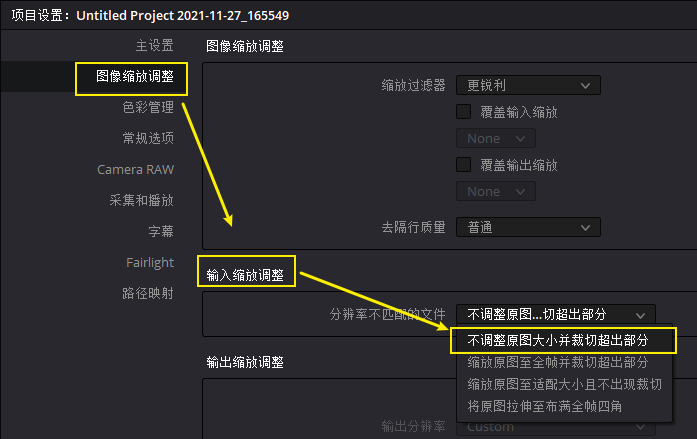 项目设置：Untitled Project 2021-11-27_165549
主设置
图像缩放调整
色彩管理
常规选项
Camera RAW
采集和播放
字幕
Fairlight
路径映射
图像缩放调整
缩放过滤器 更锐利
覆盖输入缩放
None
覆盖输出缩放
None
去隔行质量 普通
输入缩放调整
分辨率不匹配的文件 不调整原图...切超出部分
不调整原图大小并裁切超出部分
缩放原图至全帧并裁切超出部分
缩放原图至适配大小且不出现裁切
将原图拉伸至布满全帧四角
输出缩放调整
输出分辨率 Custom